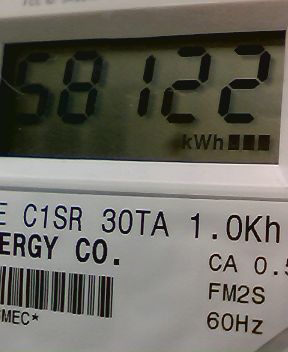 58122
kWh
E C1SR 30TA 1.0Kh
ERGY CO.
CA 0.5
FM2S
MEC*
60Hz